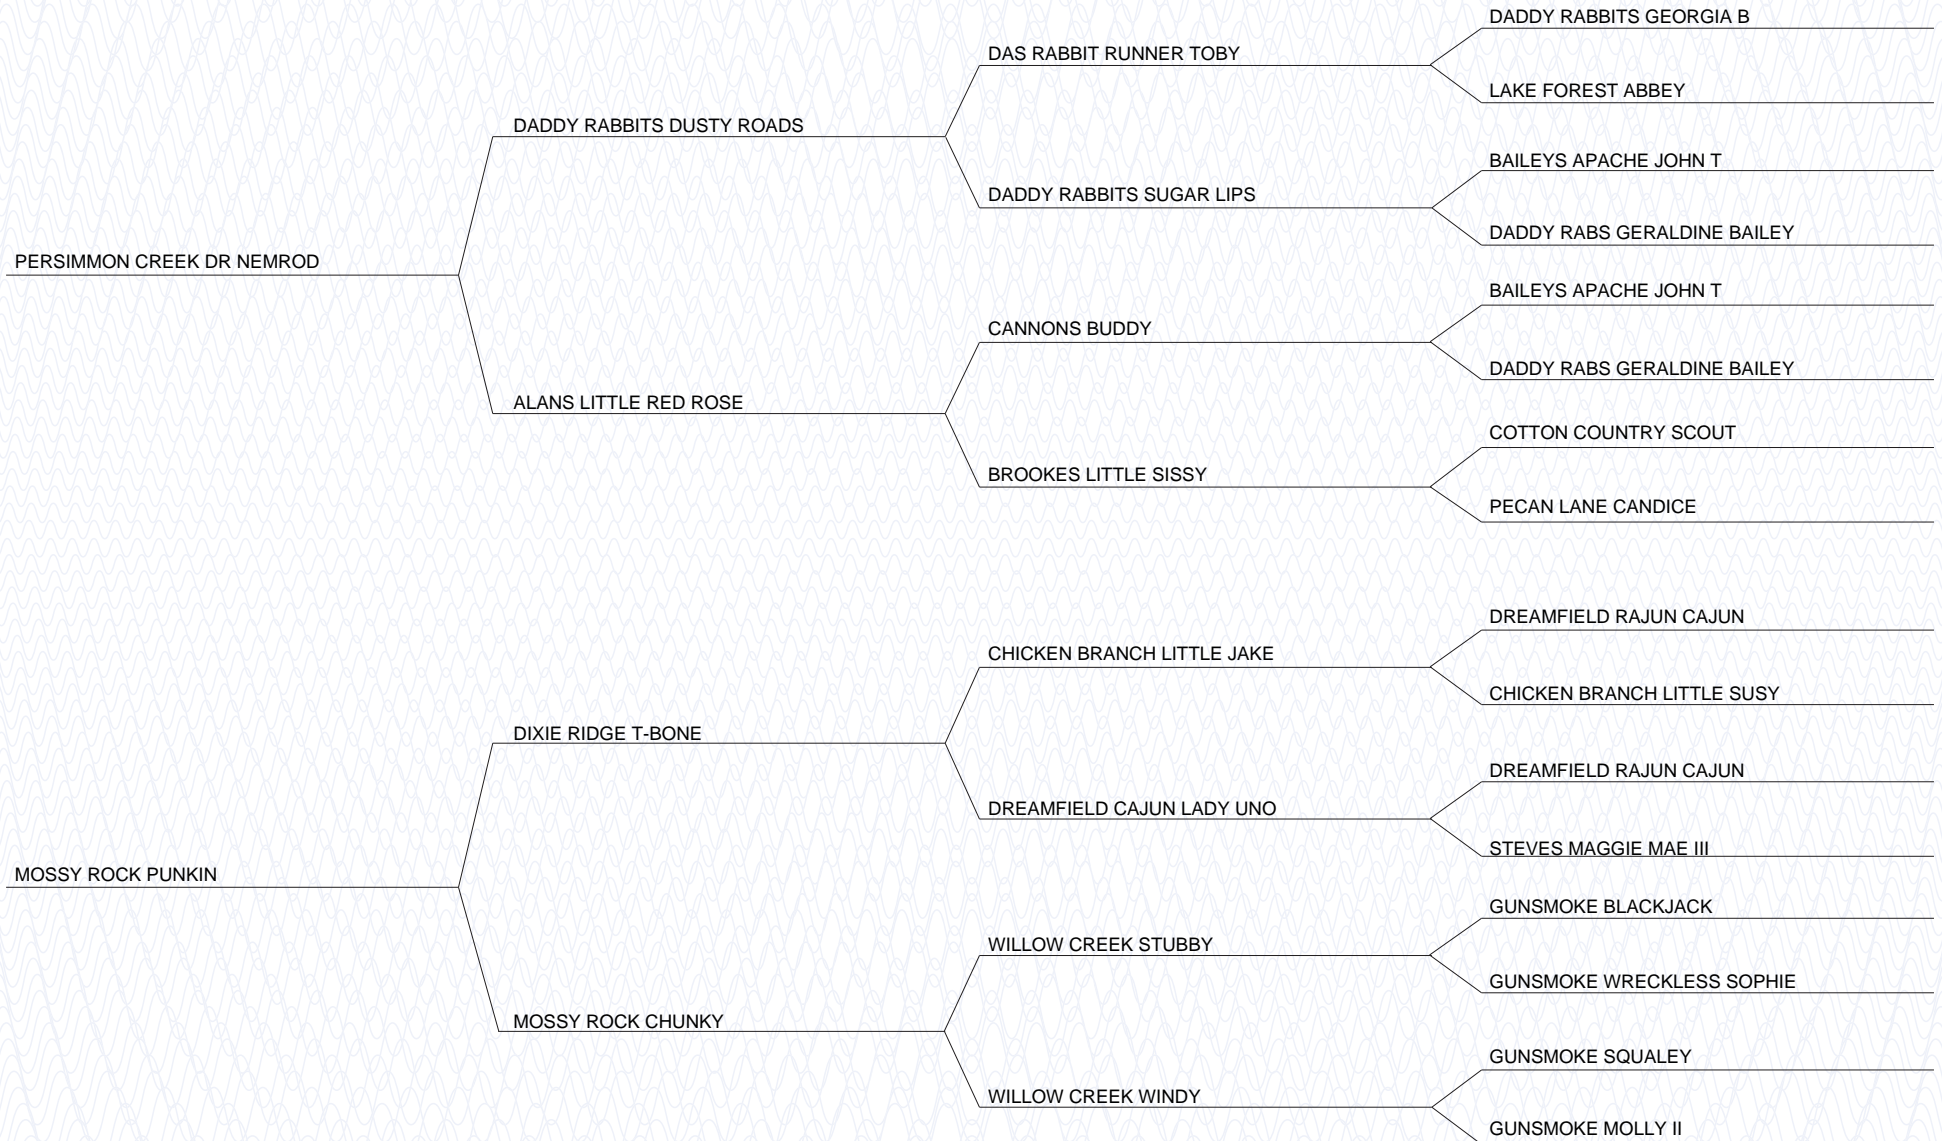 DADDY RABBITS GEORGIA B
DAS RABBIT RUNNER TOBY
LAKE FOREST ABBEY
DADDY RABBITS DUSTY ROADS
BAILEYS APACHE JOHN T
DADDY RABBITS SUGAR LIPS
DADDY RABS GERALDINE BAILEY
PERSIMMON CREEK DR NEMROD
BAILEYS APACHE JOHN T
CANNONS BUDDY
DADDY RABS GERALDINE BAILEY
ALANS LITTLE RED ROSE
COTTON COUNTRY SCOUT
BROOKES LITTLE SISSY
PECAN LANE CANDICE
DREAMFIELD RAJUN CAJUN
CHICKEN BRANCH LITTLE JAKE
CHICKEN BRANCH LITTLE SUSY
DIXIE RIDGE T-BONE
DREAMFIELD RAJUN CAJUN
DREAMFIELD CAJUN LADY UNO
STEVES MAGGIE MAE III
MOSSY ROCK PUNKIN
GUNSMOKE BLACKJACK
WILLOW CREEK STUBBY
GUNSMOKE WRECKLESS SOPHIE
MOSSY ROCK CHUNKY
GUNSMOKE SQUALEY
WILLOW CREEK WINDY
GUNSMOKE MOLLY II